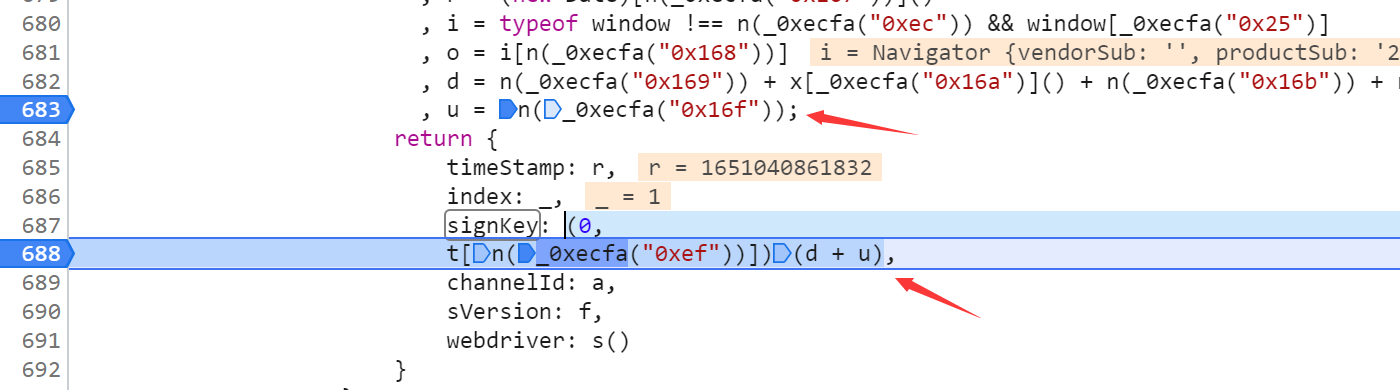 680 , i = typeof window !== n(_0xecfa("0xec")) && window[_0xecfa("0x25")]
681 , o = i[n(_0xecfa("0x168"))] i = Navigator {vendorSub: '', productSub: '2
682 , d = n(_0xecfa("0x169")) + x[_0xecfa("0x16a")]() + n(_0xecfa("0x16b")) +
683 , u = n(_0xecfa("0x16f"));
684 return {
685 timeStamp: r, r = 1651040861832
686 index: _, _ = 1
687 signKey: (0,
688 t[n(_0xecfa("0xef"))])(d + u),
689 channelId: a,
690 sVersion: f,
691 webdriver: s()
692 }